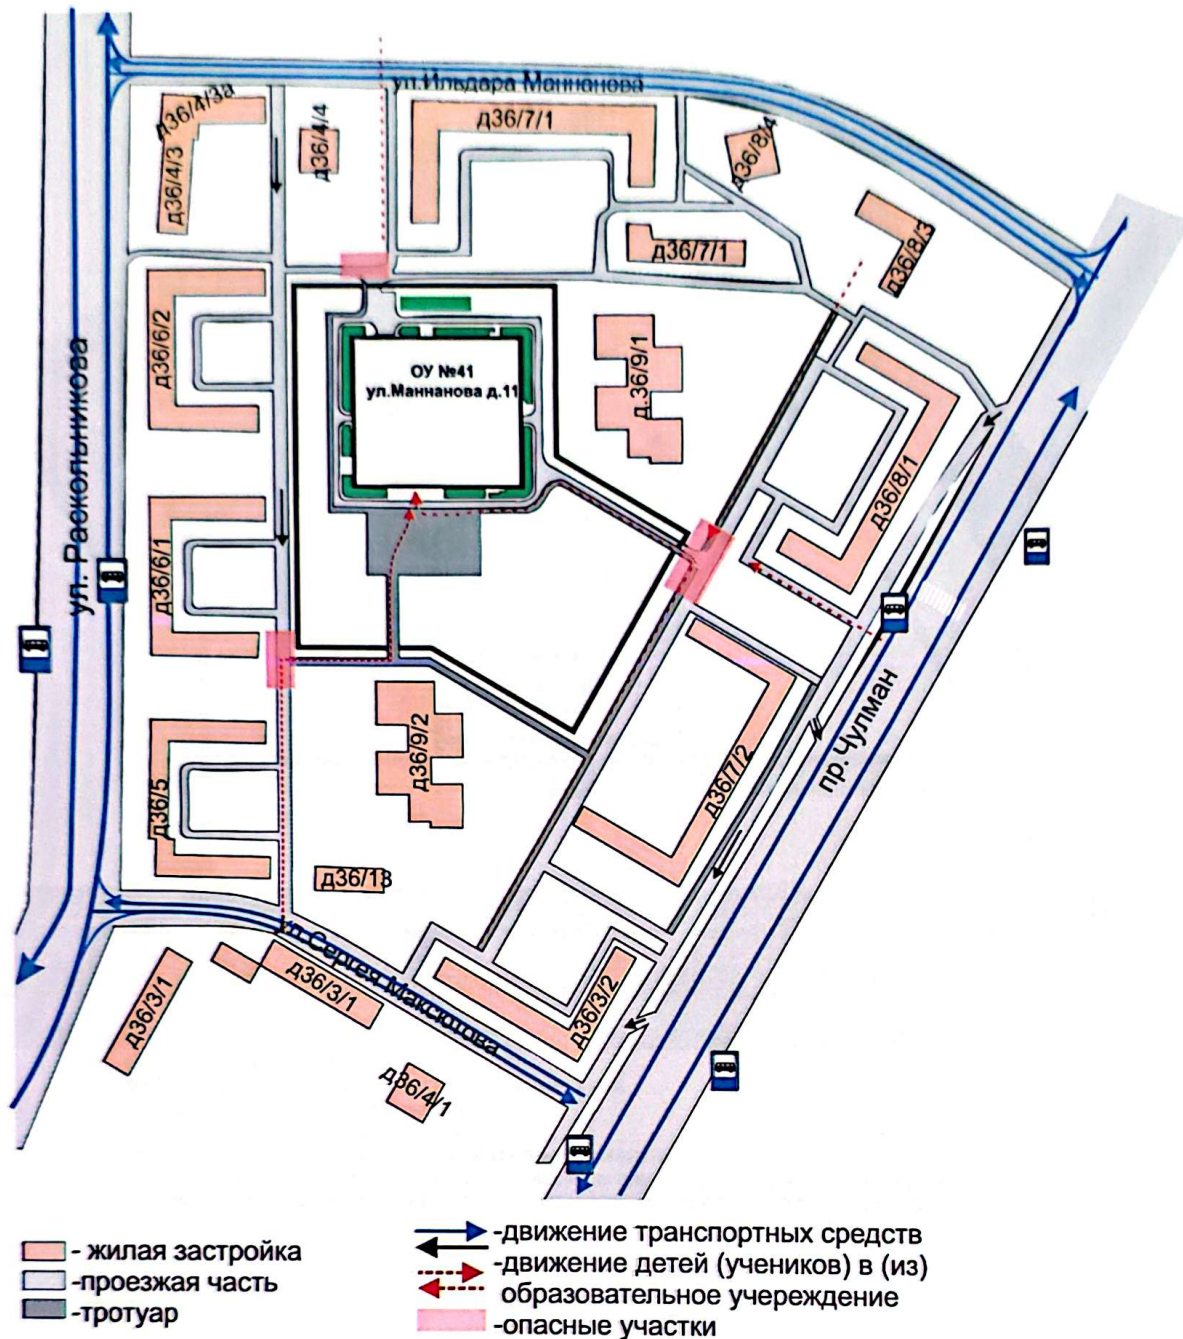 ул.Ильдара Маннанова
д36/4/3а
д36/4/3
д36/4/4
д36/7/1
д36/8/4
д36/7/1
д36/8/3
ул. Раскольникова
д36/6/2
ОУ №41
ул.Маннанова д.11
д.36/9/1
д36/8/1
д36/6/1
д36/5
д36/9/2
д36/7/2
пр. Чулман
д36/13
ул.Сергея Максютова
д36/3/1
д36/3/1
д36/3/2
д36/4/1
- жилая застройка
-проезжая часть
-тротуар
-движение транспортных средств
-движение детей (учеников) в (из)
образовательное учереждение
-опасные участки